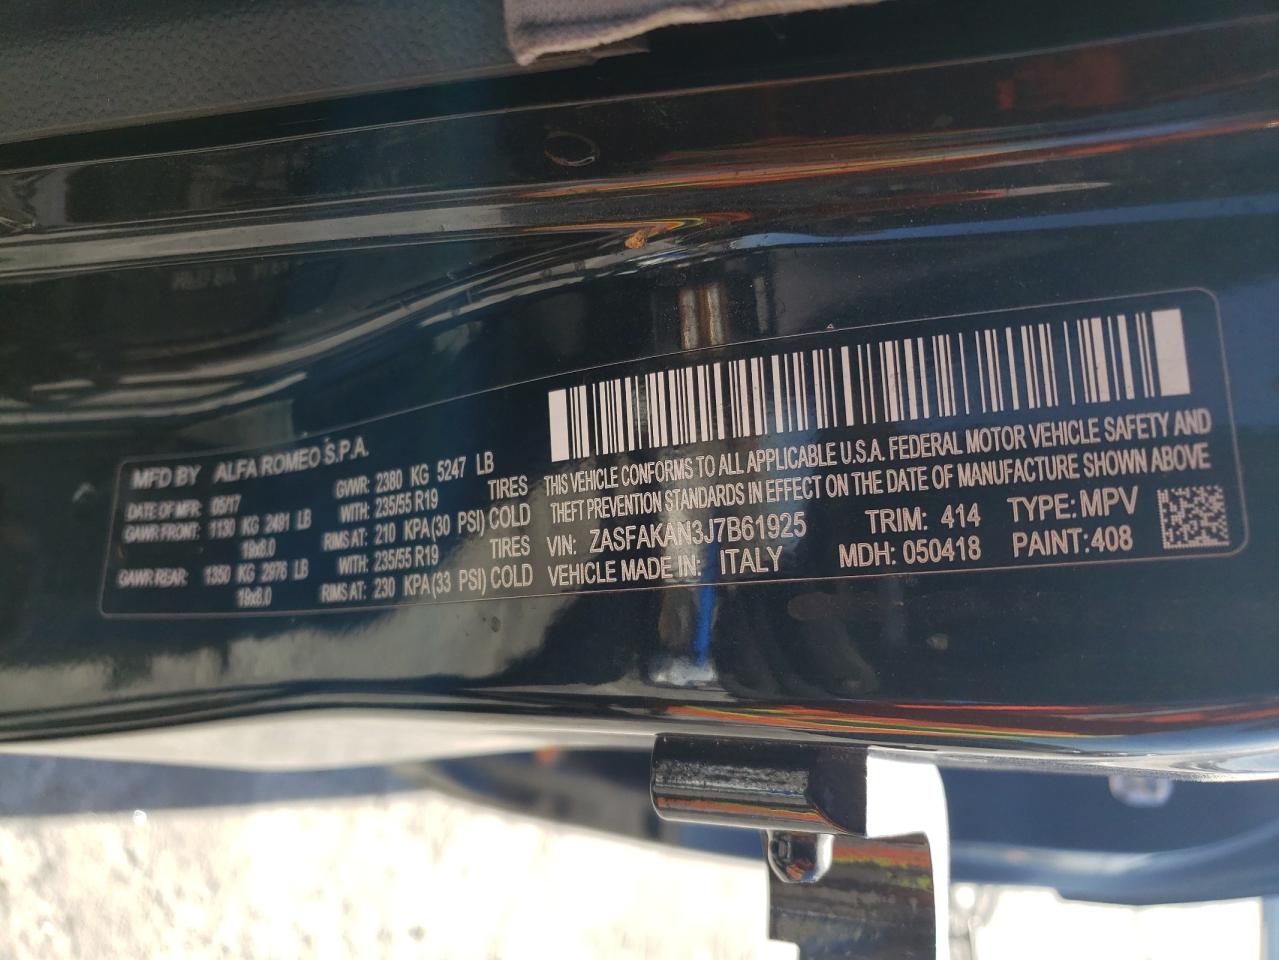 MFD BY ALFA ROMEO S.P.A.
DATE OF MFR: 05/17 GVWR: 2380 KG 5247 LB
GAWR FRONT: 1130 KG 2491 LB WITH: 235/55 R19 TIRES
19x8.0 RIMS AT: 210 KPA(30 PSI) COLD
GAWR REAR: 1350 KG 2976 LB WITH: 235/55 R19 TIRES
19x8.0 RIMS AT: 230 KPA(33 PSI) COLD
THIS VEHICLE CONFORMS TO ALL APPLICABLE U.S.A. FEDERAL MOTOR VEHICLE SAFETY AND
THEFT PREVENTION STANDARDS IN EFFECT ON THE DATE OF MANUFACTURE SHOWN ABOVE
VIN: ZASFAKAN3J7B61925 TRIM: 414 TYPE: MPV
VEHICLE MADE IN: ITALY MDH: 050418 PAINT:408